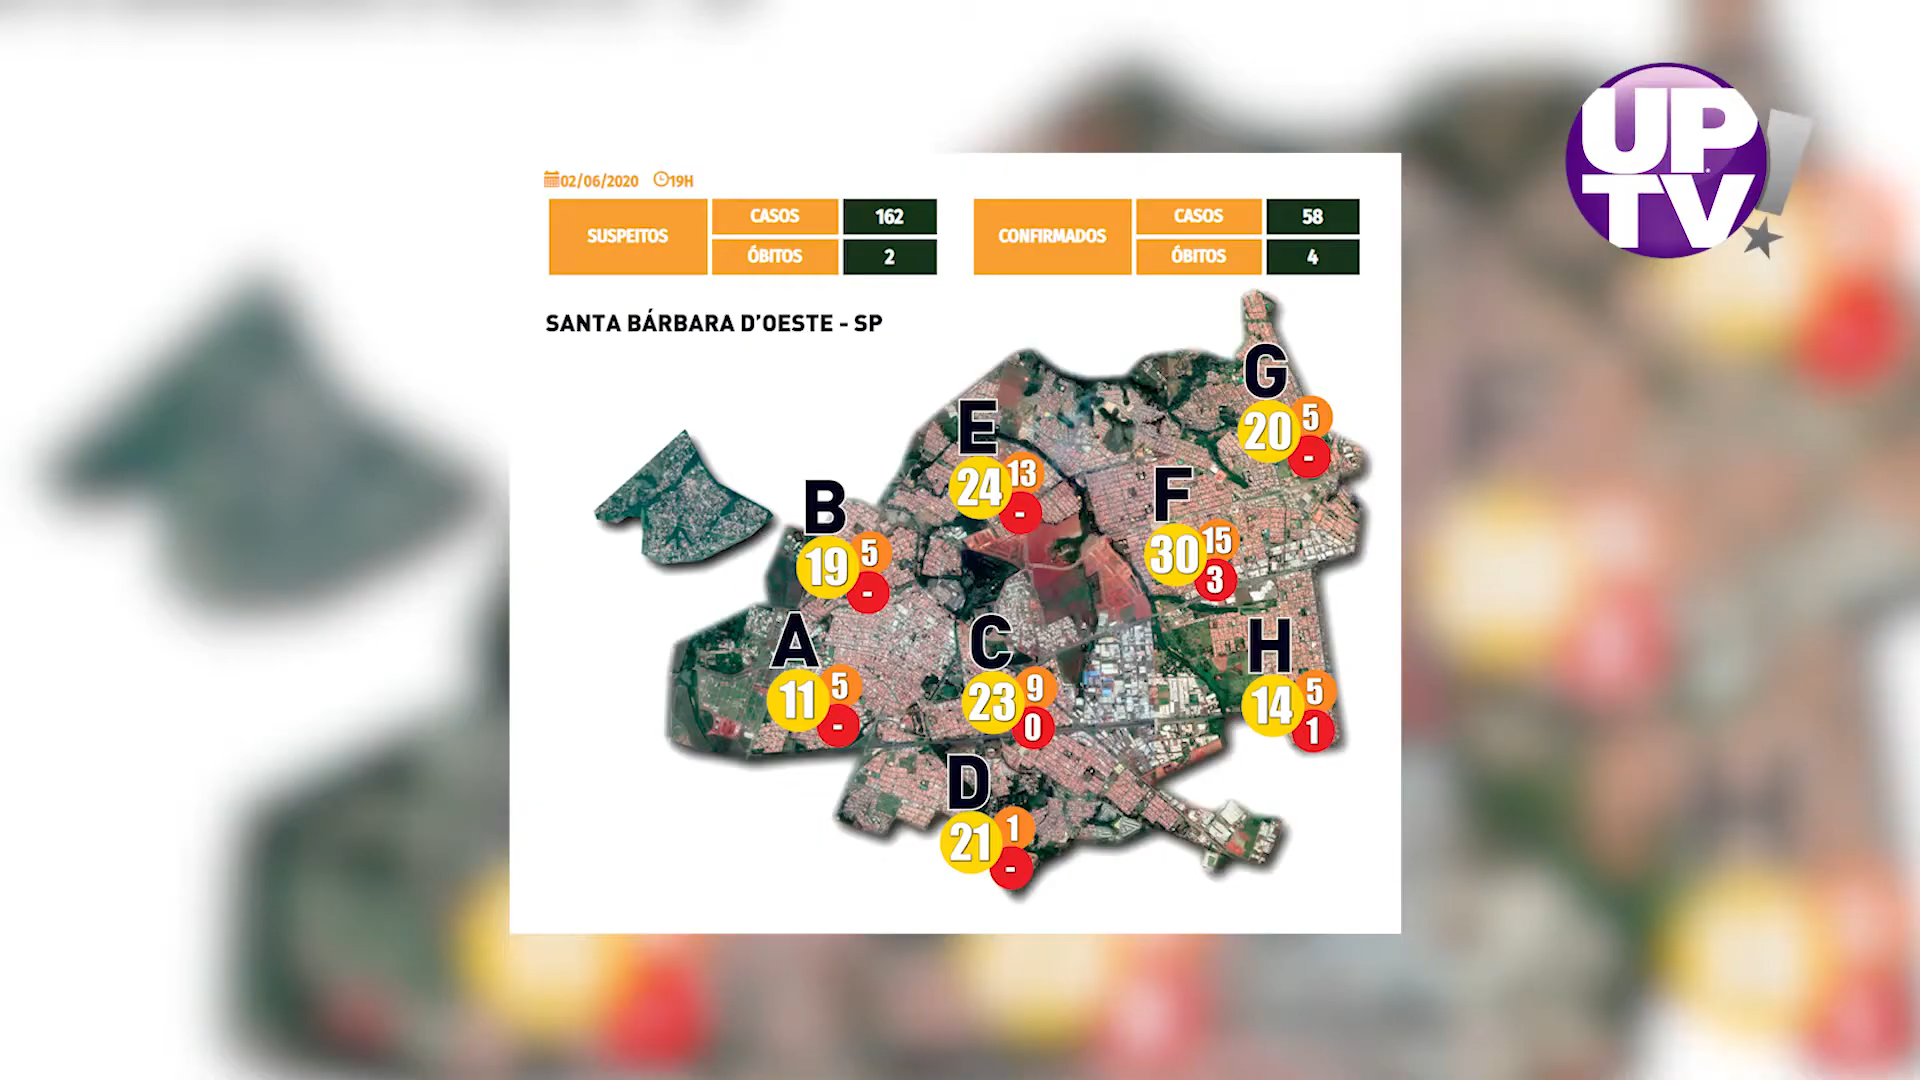 UP
TV!
02/06/2020 19H
SUSPEITOS
CASOS 162
ÓBITOS 2
CONFIRMADOS
CASOS 58
ÓBITOS 4
SANTA BÁRBARA D'OESTE - SP
G
20 5
-
E
24 13
-
F
30 15
3
B
19 5
-
A
11 5
-
C
23 9
0
H
14 5
1
D
21 1
-